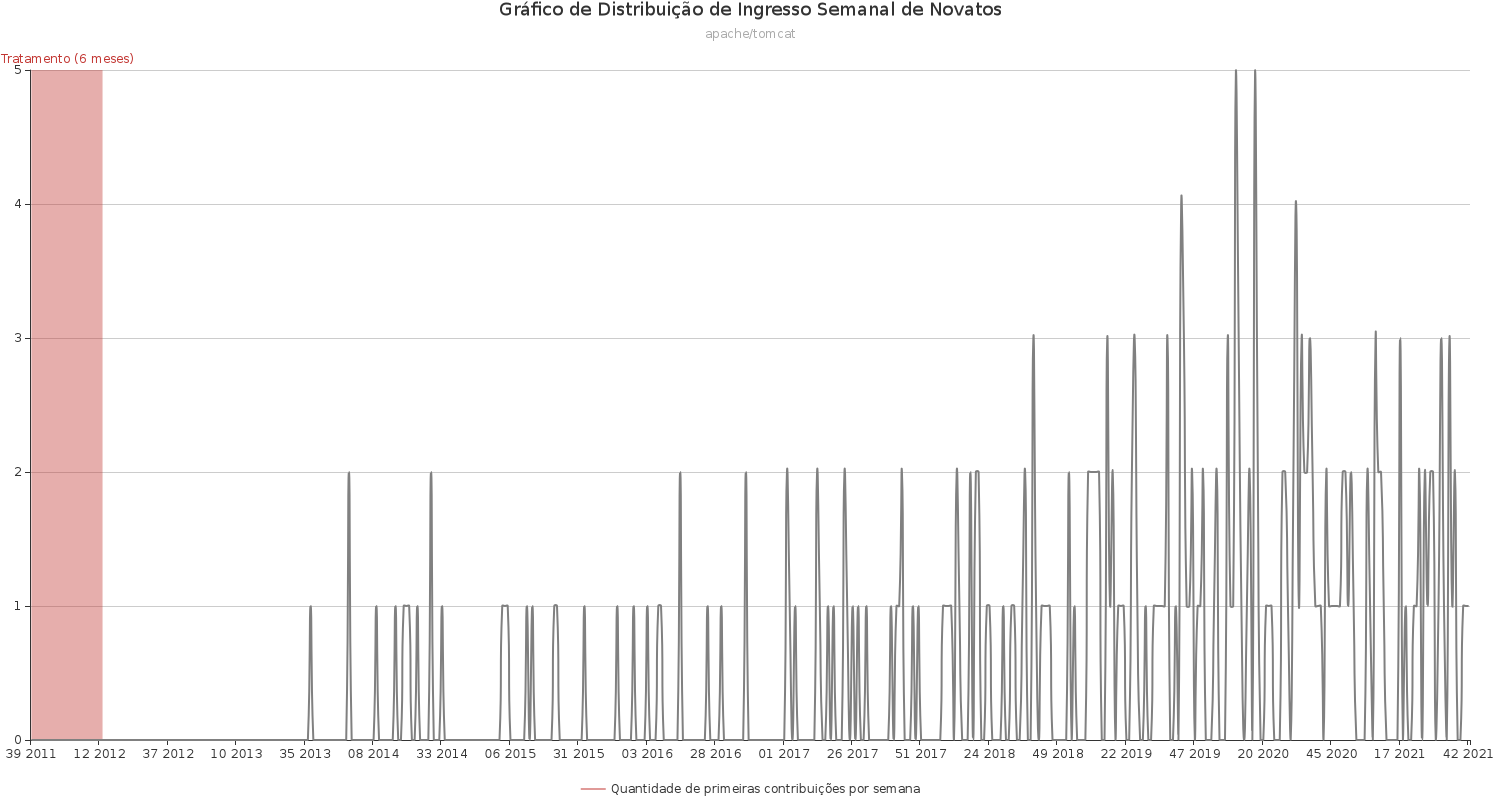 Gráfico de Distribuição de Ingresso Semanal de Novatos
apache/tomcat
Tratamento (6 meses)
5
4
3
2
1
0
39 2011 12 2012 37 2012 10 2013 35 2013 08 2014 33 2014 06 2015 31 2015 03 2016 28 2016 01 2017 26 2017 51 2017 24 2018 49 2018 22 2019 47 2019 20 2020 45 2020 17 2021 42 2021
Quantidade de primeiras contribuições por semana